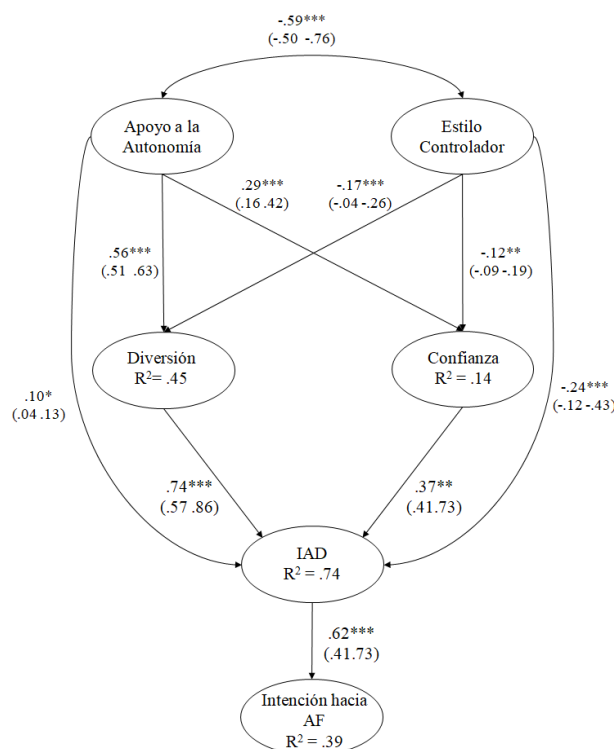 -.59***
(-.50 -.76)
Apoyo a la
Autonomía
Estilo
Controlador
.29***
(.16 .42)
-.17***
(-.04 -.26)
.56***
(.51 .63)
-.12**
(-.09 -.19)
Diversión
R²= .45
Confianza
R² = .14
.10*
(.04 .13)
-.24***
(-.12 -.43)
.74***
(.57 .86)
.37**
(.41.73)
IAD
R² = .74
.62***
(.41.73)
Intención hacia
AF
R² = .39